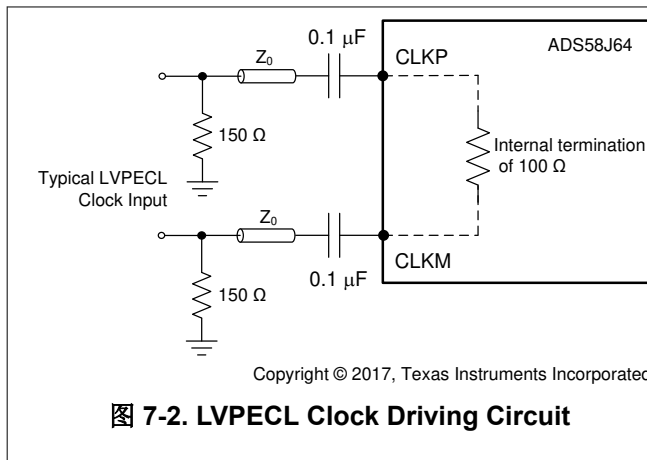 0.1 μF
ADS58J64
Z0
CLKP
150 Ω
Internal termination
of 100 Ω
Typical LVPECL
Clock Input
Z0
CLKM
0.1 μF
150 Ω
Copyright © 2017, Texas Instruments Incorporated
图 7-2. LVPECL Clock Driving Circuit